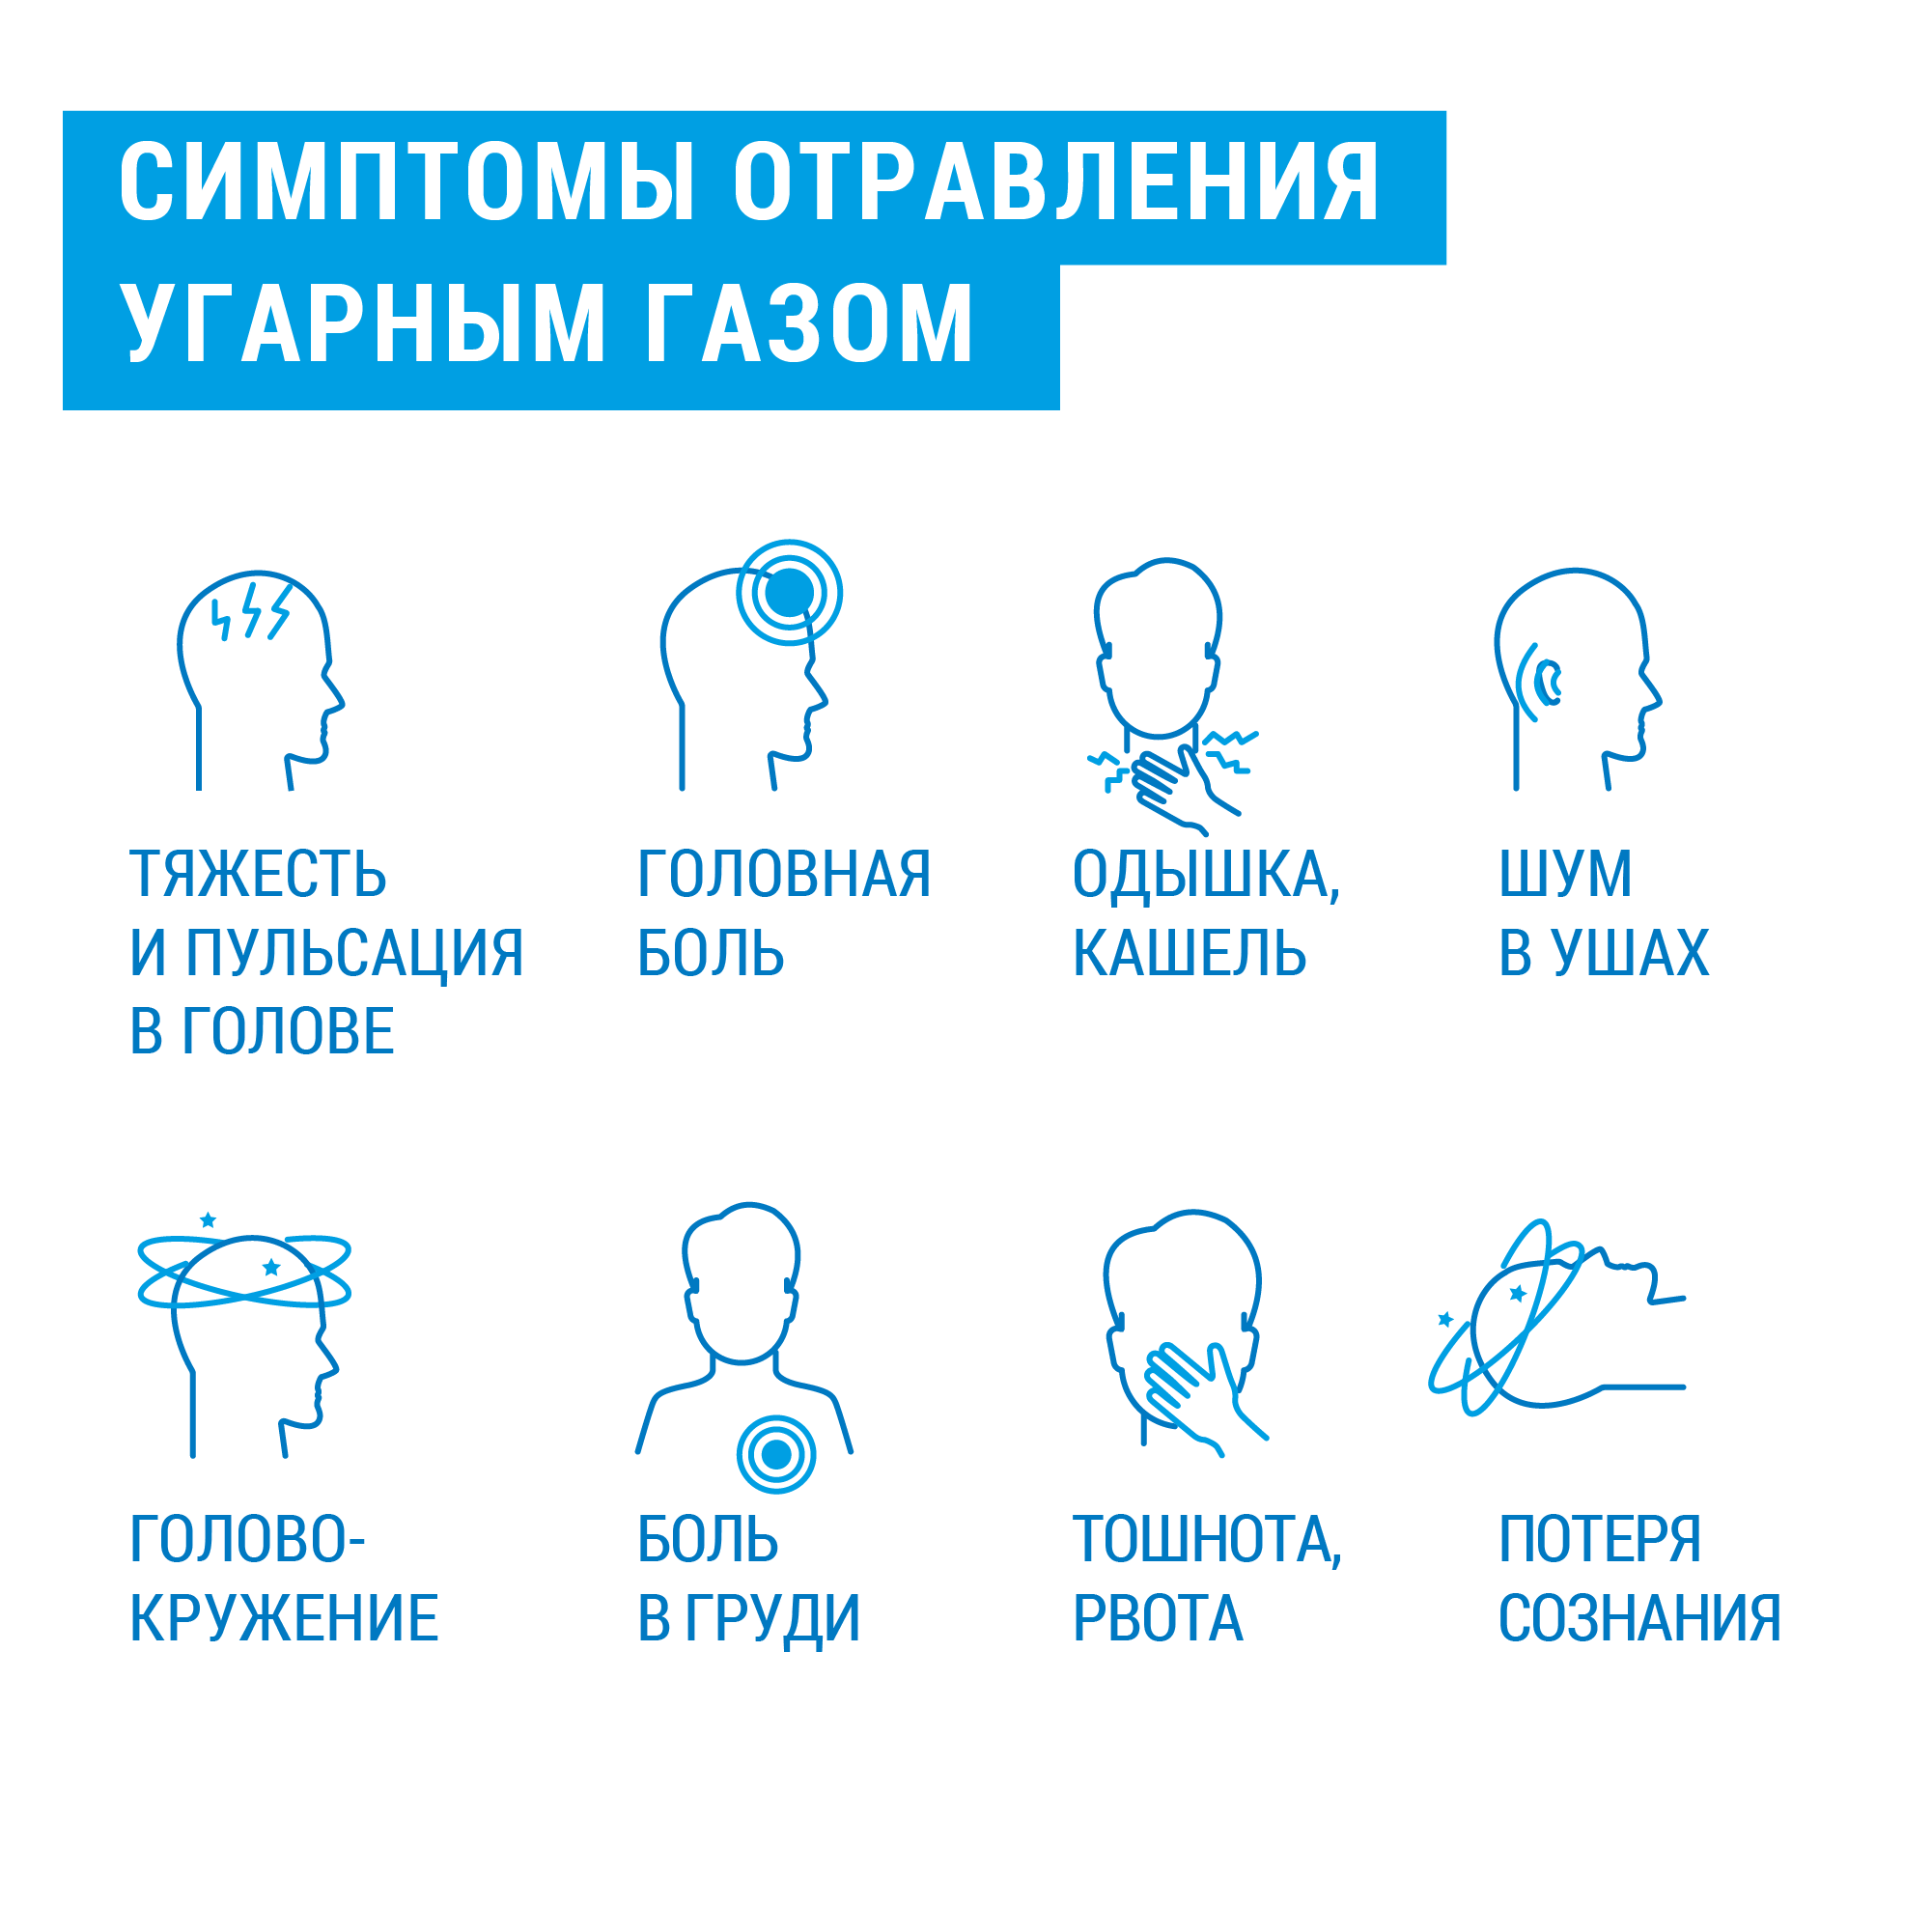 СИМПТОМЫ ОТРАВЛЕНИЯ
УГАРНЫМ ГАЗОМ
ТЯЖЕСТЬ
И ПУЛЬСАЦИЯ
В ГОЛОВЕ
ГОЛОВНАЯ
БОЛЬ
ОДЫШКА,
КАШЕЛЬ
ШУМ
В УШАХ
ГОЛОВО-
КРУЖЕНИЕ
БОЛЬ
В ГРУДИ
ТОШНОТА,
РВОТА
ПОТЕРЯ
СОЗНАНИЯ